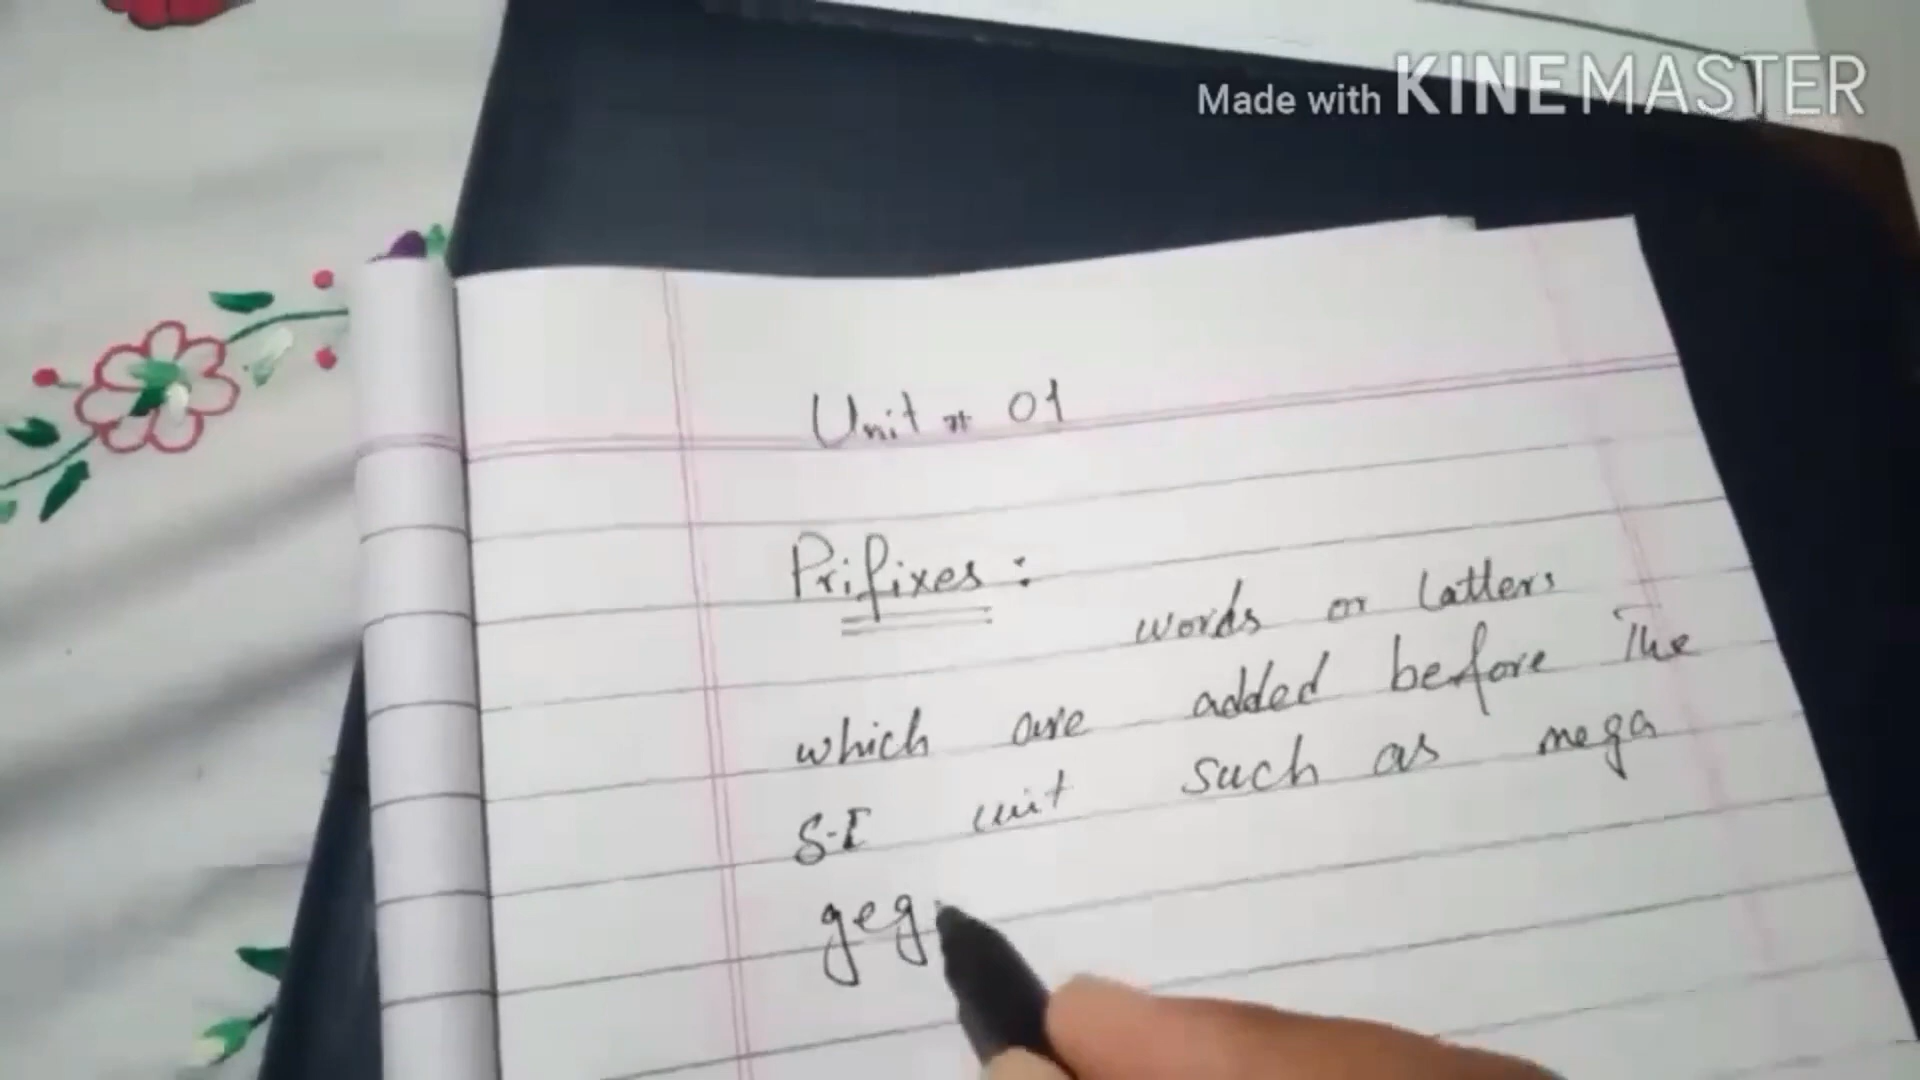 Made with KINEMASTER
Unit # 01
Prifixes :
words or latters
which are added before The
S.I unit such as mega
geg